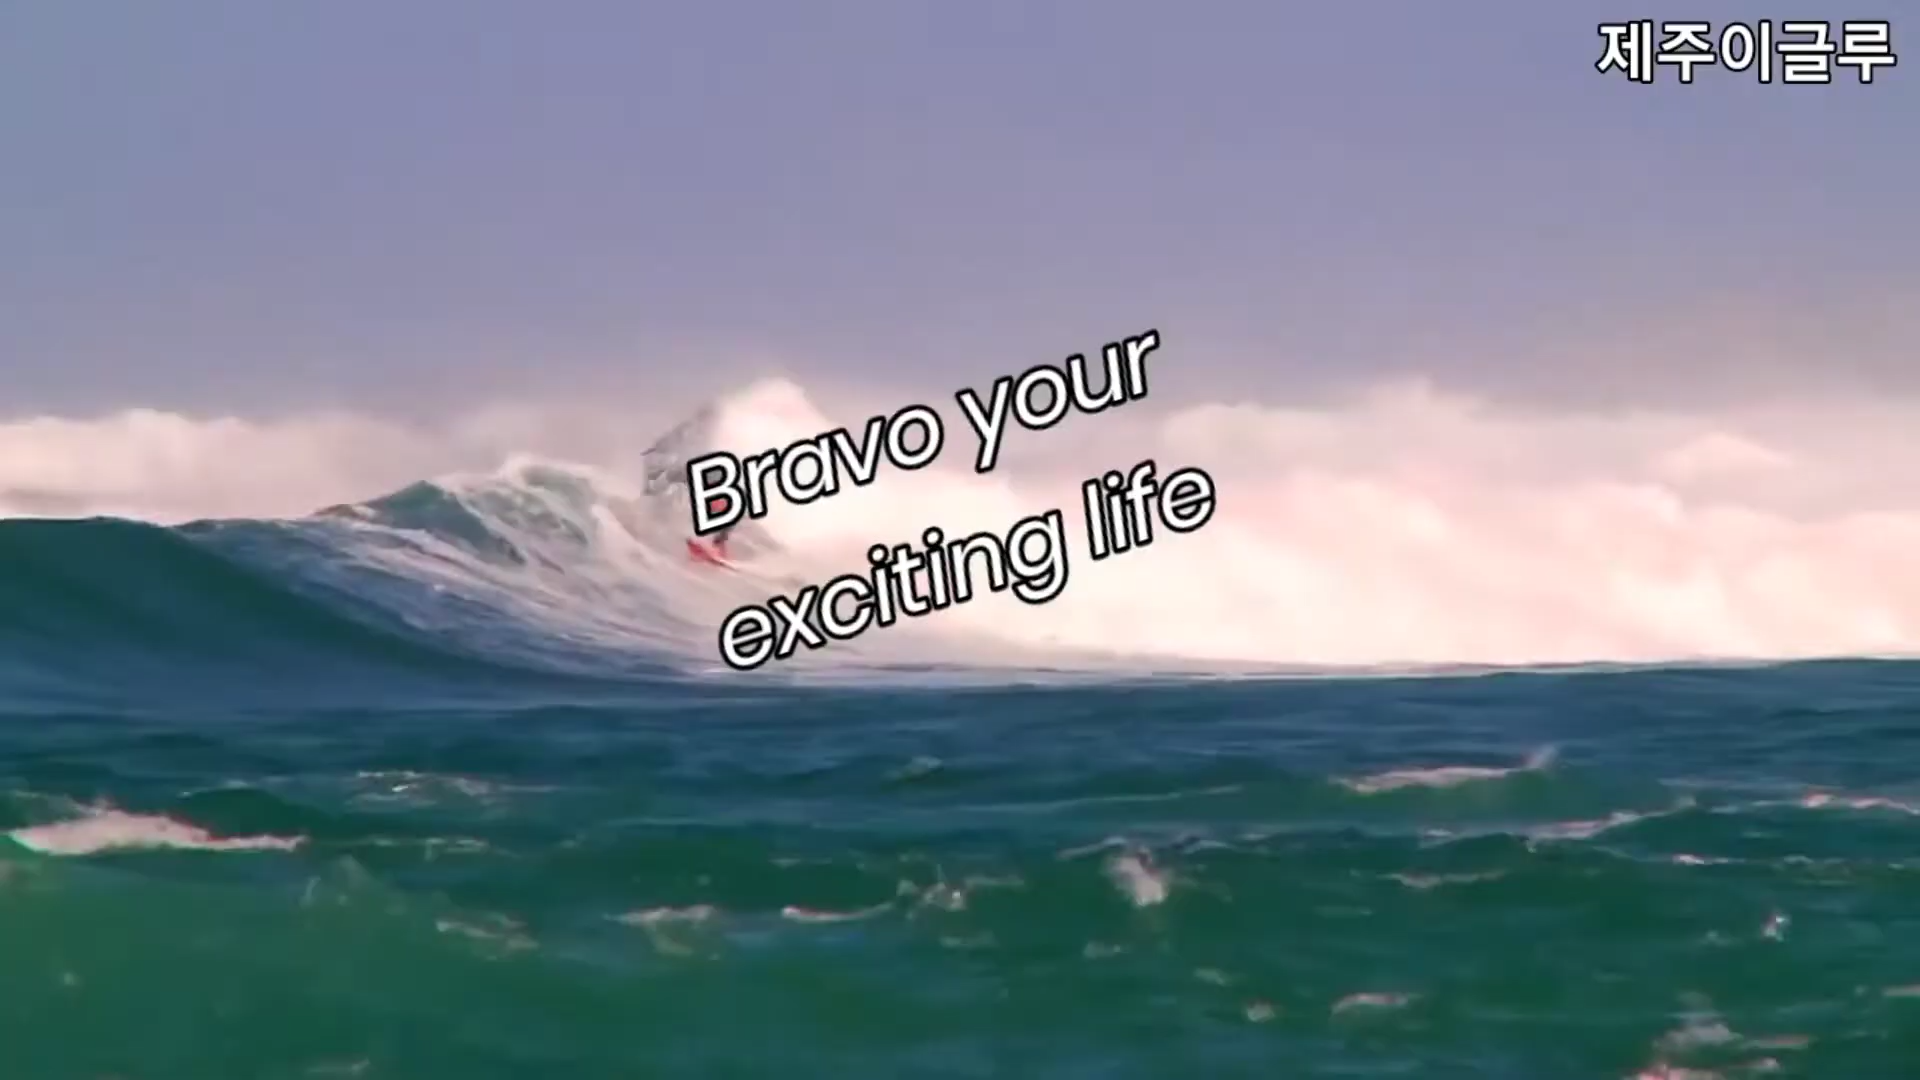 제주이글루
Bravo your
exciting life